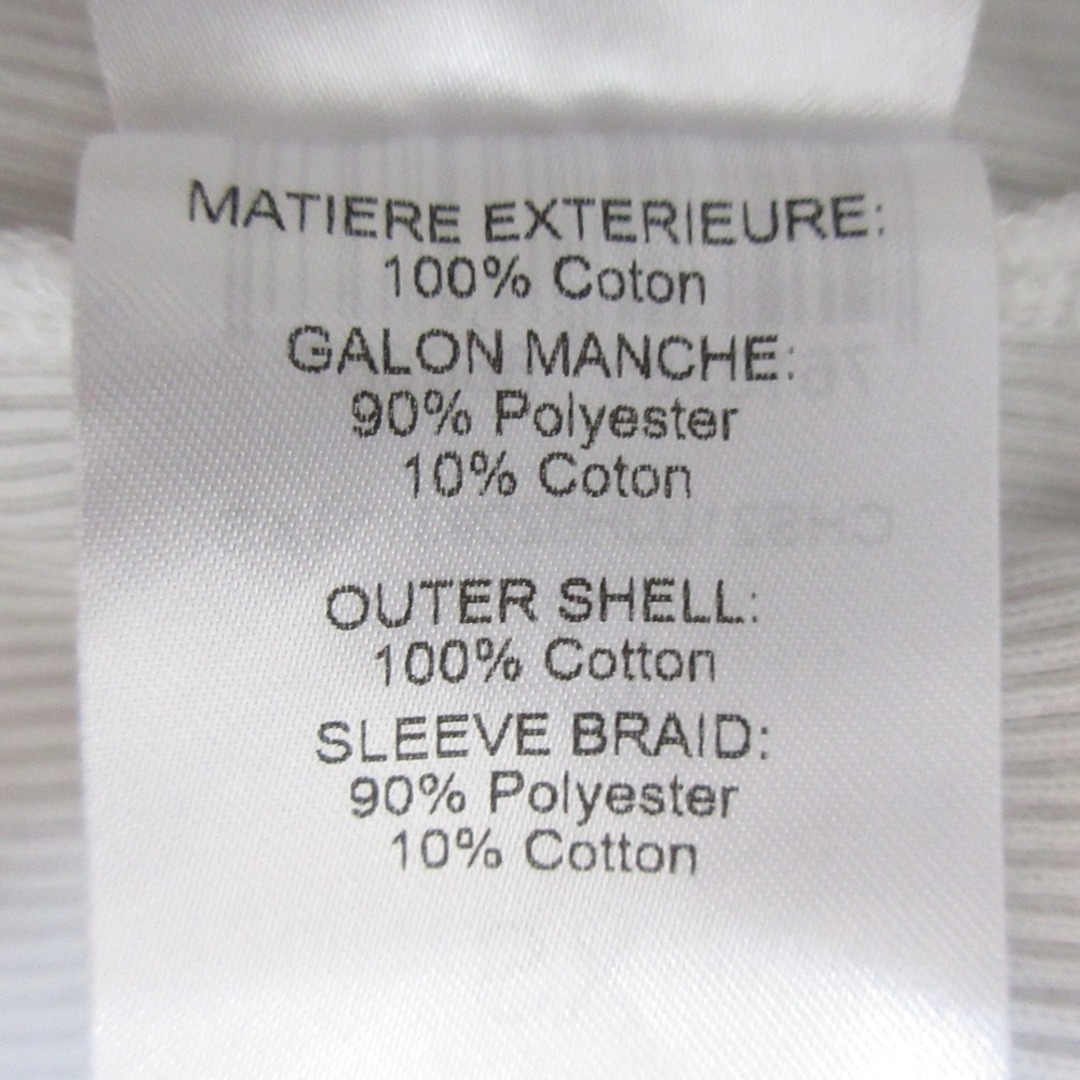 MATIERE EXTERIEURE:
100% Coton
GALON MANCHE:
90% Polyester
10% Coton
OUTER SHELL:
100% Cotton
SLEEVE BRAID:
90% Polyester
10% Cotton